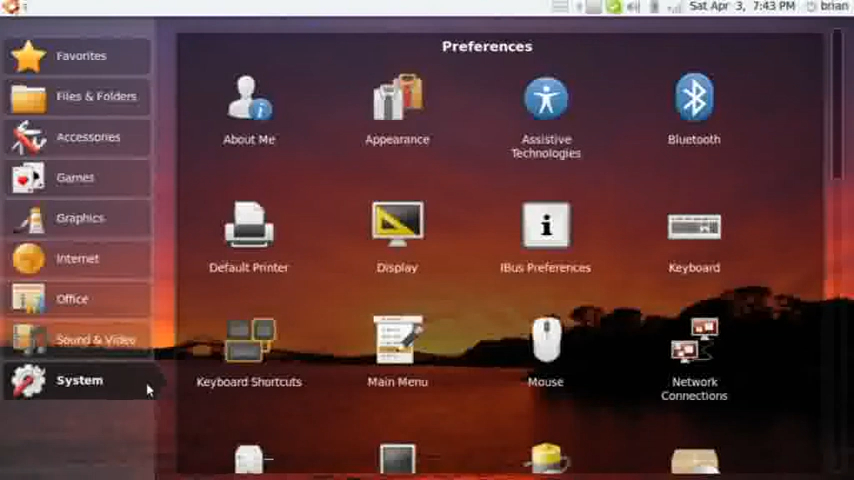 Sat Apr 3, 7:43 PM
brian
Preferences
Favorites
Files & Folders
Accessories
Games
Graphics
Internet
Office
Sound & Video
System
About Me
Appearance
Assistive
Technologies
Bluetooth
Default Printer
Display
IBus Preferences
Keyboard
Keyboard Shortcuts
Main Menu
Mouse
Network
Connections